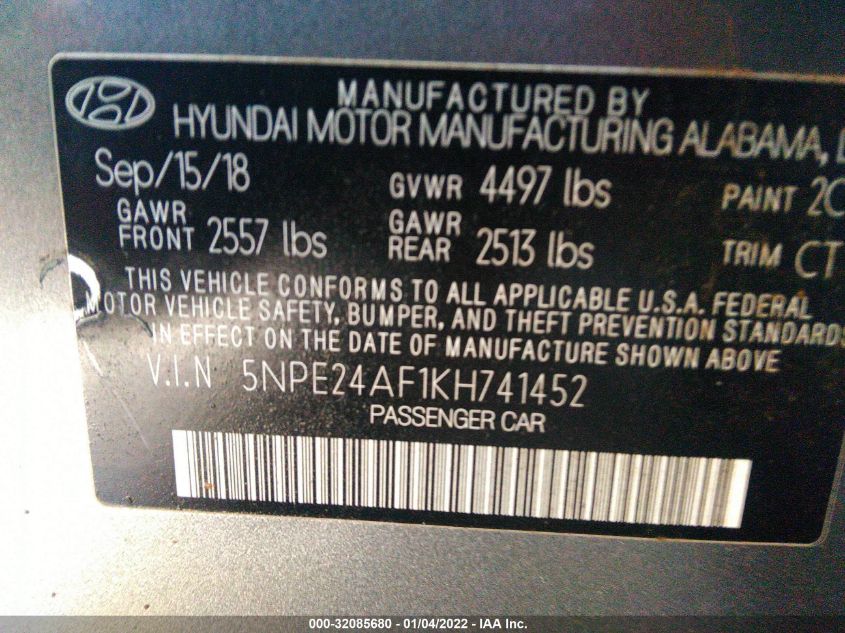 MANUFACTURED BY
HYUNDAI MOTOR MANUFACTURING ALABAMA,
Sep/15/18 GVWR 4497 lbs PAINT 2C
GAWR FRONT 2557 lbs GAWR REAR 2513 lbs TRIM CT
THIS VEHICLE CONFORMS TO ALL APPLICABLE U.S.A. FEDERAL
MOTOR VEHICLE SAFETY, BUMPER, AND THEFT PREVENTION STANDARDS
IN EFFECT ON THE DATE OF MANUFACTURE SHOWN ABOVE
V.I.N 5NPE24AF1KH741452
PASSENGER CAR
000-32085680 - 01/04/2022 - IAA Inc.